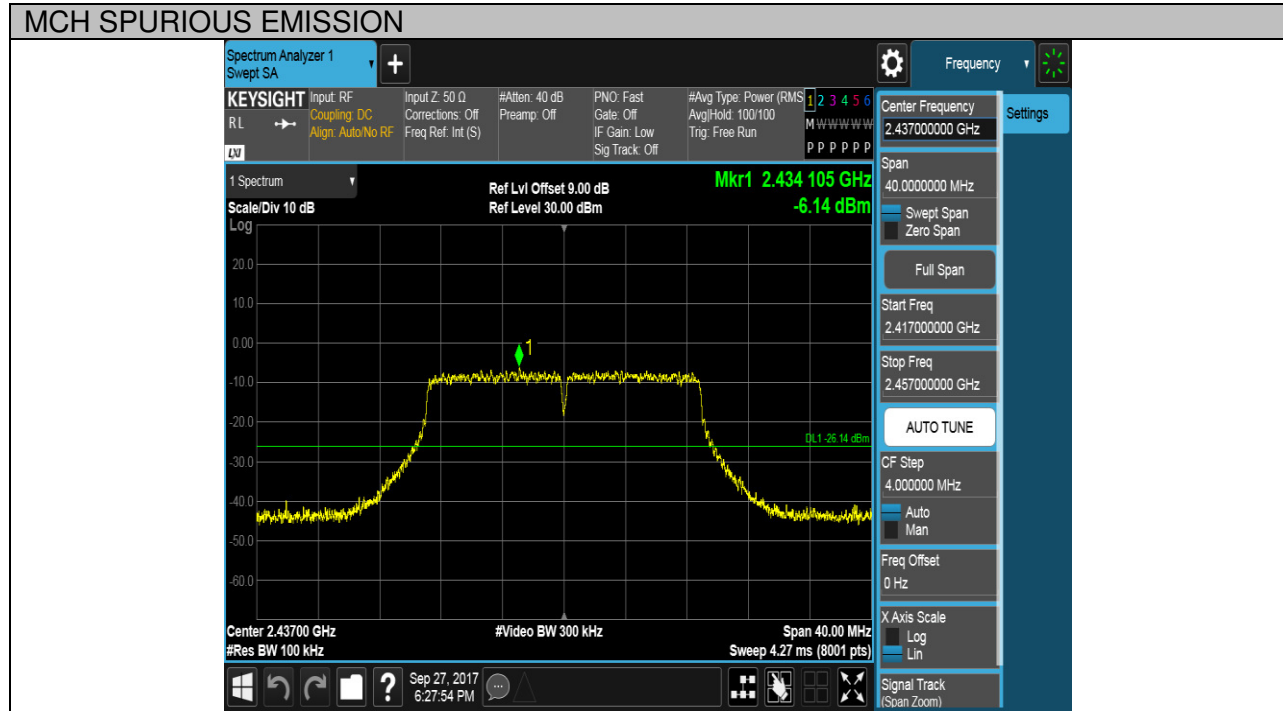 MCH SPURIOUS EMISSION
Spectrum Analyzer 1
Swept SA
+
Frequency
KEYSIGHT
RL
LXI
Input: RF
Coupling: DC
Align: Auto/No RF
Input Z: 50 Ω
Corrections: Off
Freq Ref: Int (S)
#Atten: 40 dB
Preamp: Off
PNO: Fast
Gate: Off
IF Gain: Low
Sig Track: Off
#Avg Type: Power (RMS
Avg|Hold: 100/100
Trig: Free Run
1 2 3 4 5 6
M W W W W W
P P P P P P
Center Frequency
2.437000000 GHz
Settings
1 Spectrum
Scale/Div 10 dB
Log
Ref Lvl Offset 9.00 dB
Ref Level 30.00 dBm
Mkr1 2.434 105 GHz
-6.14 dBm
Span
40.0000000 MHz
Swept Span
Zero Span
Full Span
Start Freq
2.417000000 GHz
Stop Freq
2.457000000 GHz
AUTO TUNE
CF Step
4.000000 MHz
Auto
Man
Freq Offset
0 Hz
X Axis Scale
Log
Lin
Signal Track
(Span Zoom)
20.0
10.0
0.00
1
-10.0
-20.0
DL1 -26.14 dBm
-30.0
-40.0
-50.0
-60.0
Center 2.43700 GHz
#Video BW 300 kHz
Span 40.00 MHz
#Res BW 100 kHz
Sweep 4.27 ms (8001 pts)
?
Sep 27, 2017
6:27:54 PM